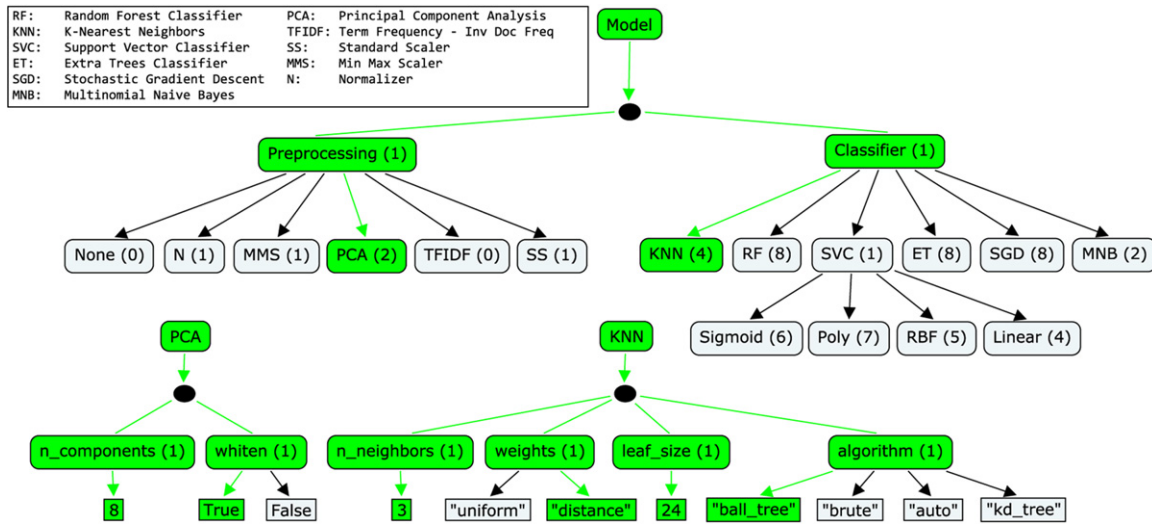 RF: Random Forest Classifier PCA: Principal Component Analysis
KNN: K-Nearest Neighbors TFIDF: Term Frequency - Inv Doc Freq
SVC: Support Vector Classifier SS: Standard Scaler
ET: Extra Trees Classifier MMS: Min Max Scaler
SGD: Stochastic Gradient Descent N: Normalizer
MNB: Multinomial Naive Bayes
Model
Preprocessing (1) Classifier (1)
None (0) N (1) MMS (1) PCA (2) TFIDF (0) SS (1) KNN (4) RF (8) SVC (1) ET (8) SGD (8) MNB (2)
Sigmoid (6) Poly (7) RBF (5) Linear (4)
PCA KNN
n_components (1) whiten (1) n_neighbors (1) weights (1) leaf_size (1) algorithm (1)
8 True False 3 "uniform" "distance" 24 "ball_tree" "brute" "auto" "kd_tree"